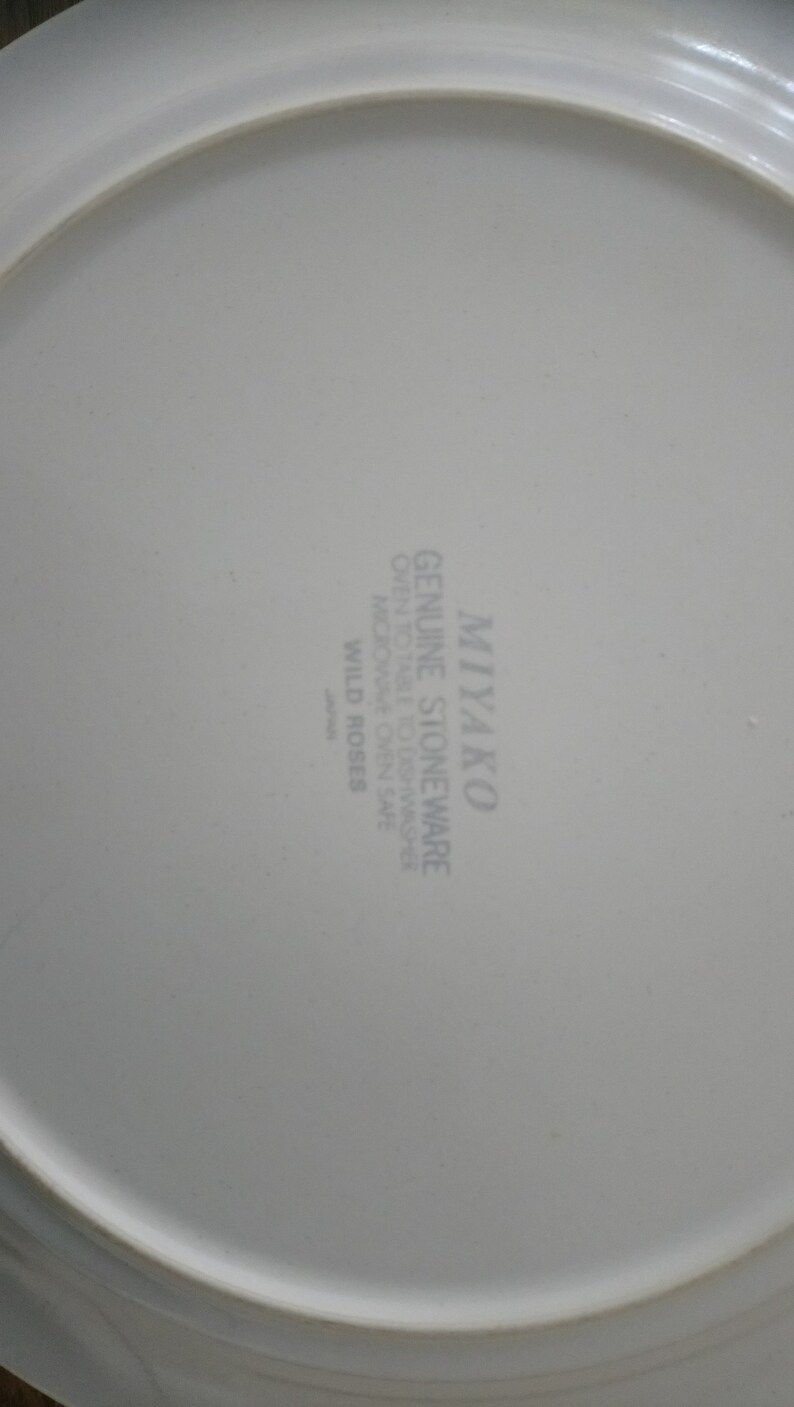 MIYAKO
GENUINE STONEWARE
OVEN TO TABLE TO DISHWASHER
MICROWAVE OVEN SAFE
WILD ROSES
JAPAN